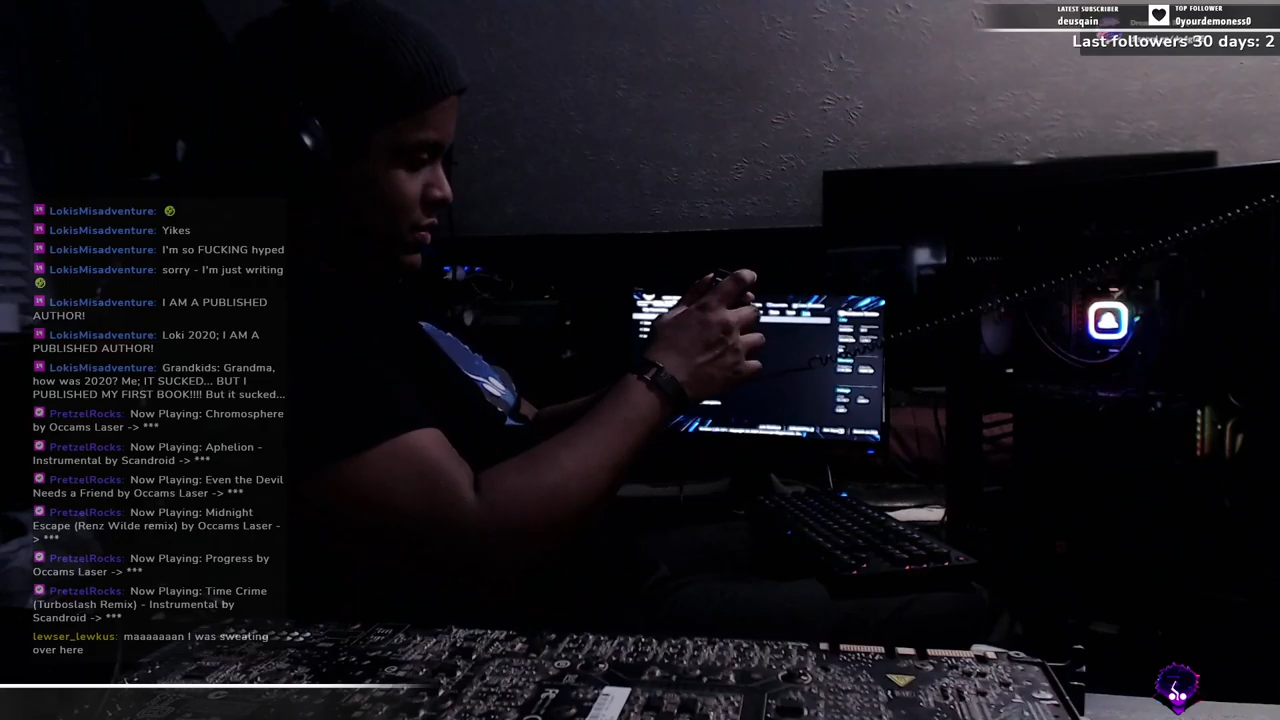 LATEST SUBSCRIBER
deusqain
TOP FOLLOWER
0yourdemoness0
Last followers 30 days: 2
LokisMisadventure:
LokisMisadventure: Yikes
LokisMisadventure: I'm so FUCKING hyped
LokisMisadventure: sorry - I'm just writing
LokisMisadventure: I AM A PUBLISHED
AUTHOR!
LokisMisadventure: Loki 2020; I AM A
PUBLISHED AUTHOR!
LokisMisadventure: Grandkids: Grandma,
how was 2020? Me; IT SUCKED... BUT I
PUBLISHED MY FIRST BOOK!!!! But it sucked...
PretzelRocks: Now Playing: Chromosphere
by Occams Laser -> ***
PretzelRocks: Now Playing: Aphelion -
Instrumental by Scandroid -> ***
PretzelRocks: Now Playing: Even the Devil
Needs a Friend by Occams Laser -> ***
PretzelRocks: Now Playing: Midnight
Escape (Renz Wilde remix) by Occams Laser -
> ***
PretzelRocks: Now Playing: Progress by
Occams Laser -> ***
PretzelRocks: Now Playing: Time Crime
(Turboslash Remix) - Instrumental by
Scandroid -> ***
lewser_lewkus: maaaaaaan I was sweating
over here